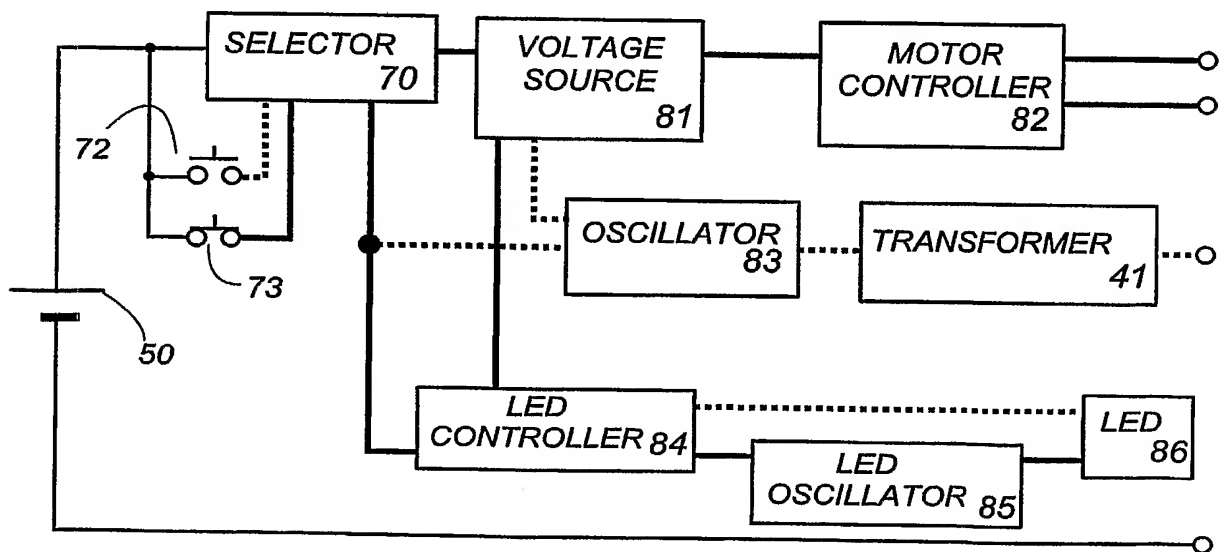 SELECTOR
70
VOLTAGE
SOURCE
81
MOTOR
CONTROLLER
82
72
73
50
OSCILLATOR
83
TRANSFORMER
41
LED
CONTROLLER 84
LED
OSCILLATOR 85
LED
86